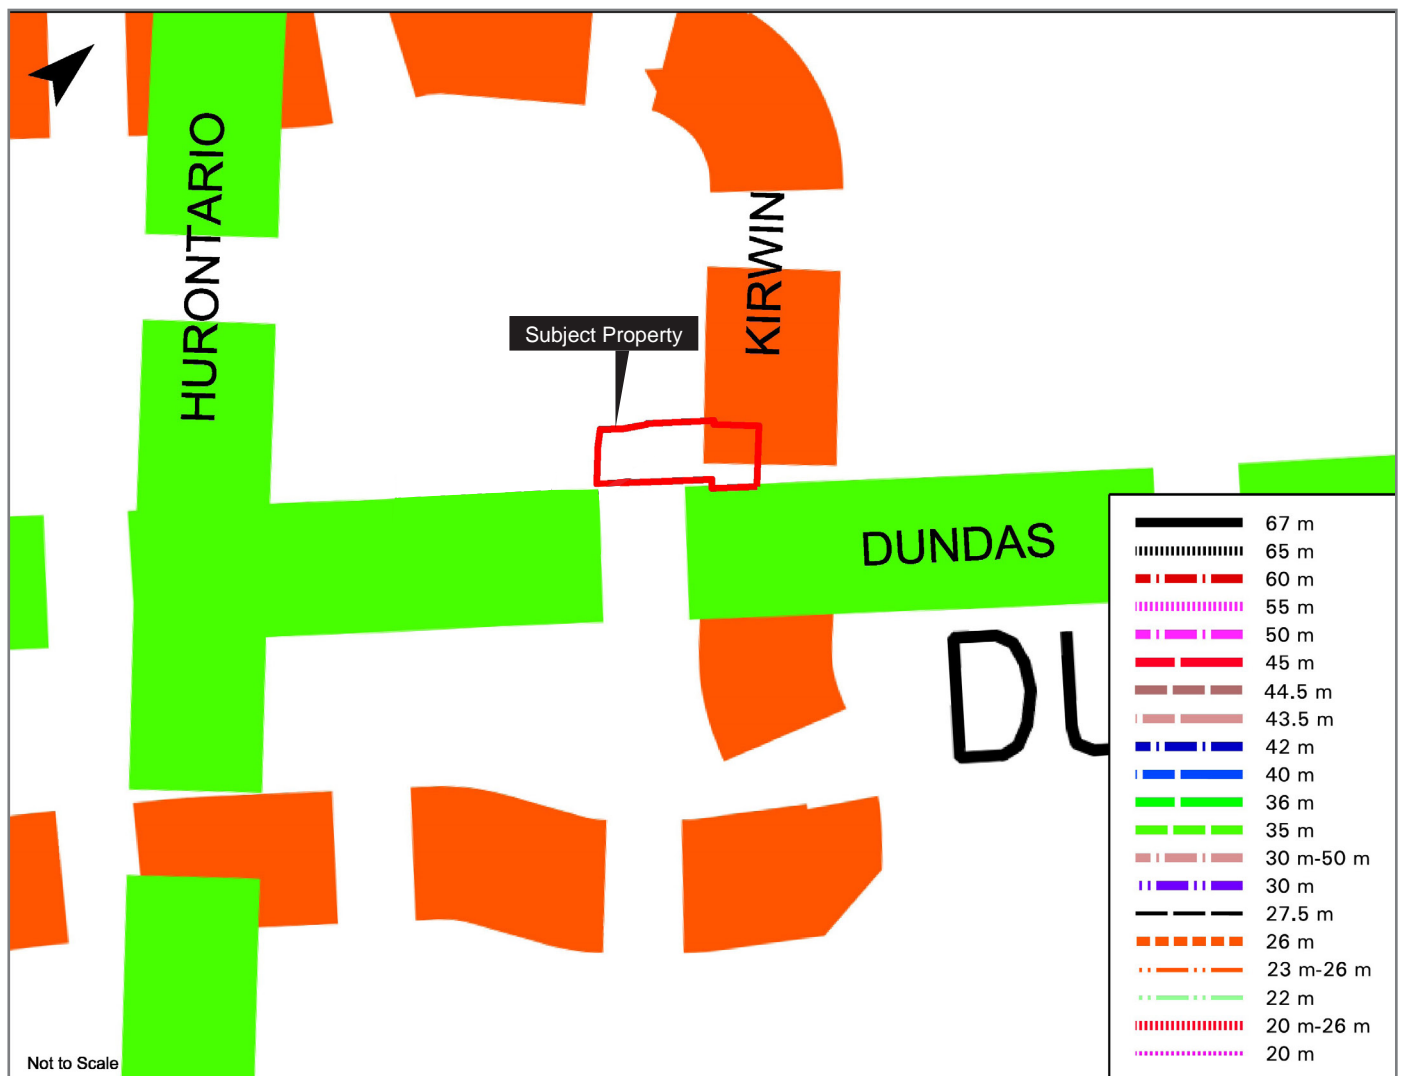 HURONTARIO
KIRWIN
Subject Property
DUNDAS
DU
67 m
65 m
60 m
55 m
50 m
45 m
44.5 m
43.5 m
42 m
40 m
36 m
35 m
30 m-50 m
30 m
27.5 m
26 m
23 m-26 m
22 m
20 m-26 m
20 m
Not to Scale